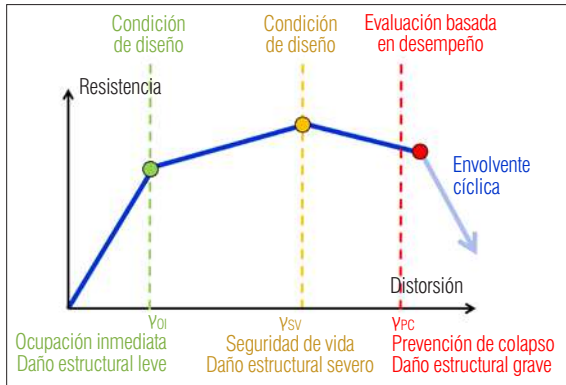 Condición
de diseño
Condición
de diseño
Evaluación basada
en desempeño
Resistencia
Envolvente
cíclica
Distorsión
γOI
γSV
γPC
Ocupación inmediata
Daño estructural leve
Seguridad de vida
Daño estructural severo
Prevención de colapso
Daño estructural grave